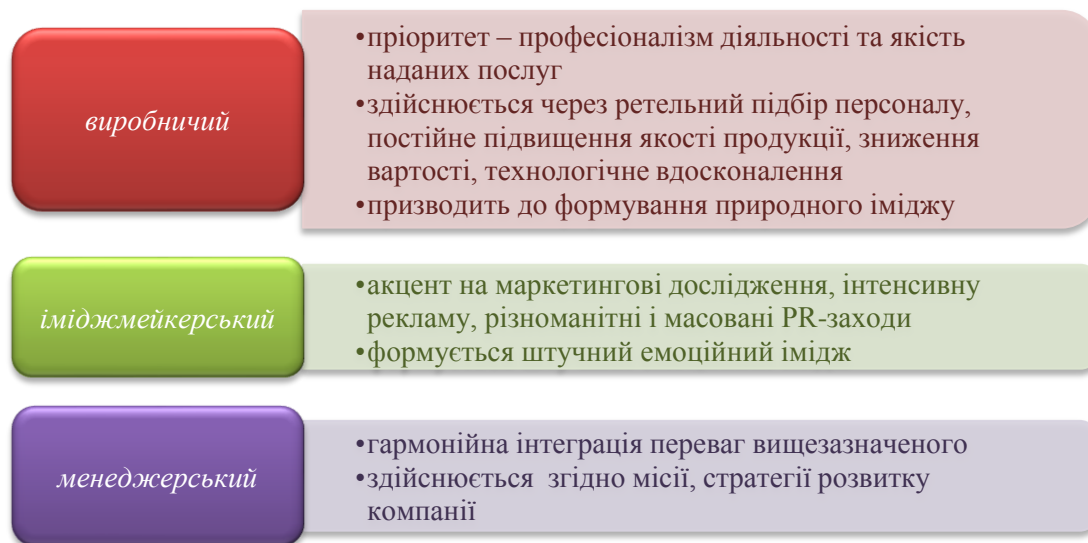 виробничий
•пріоритет – професіоналізм діяльності та якість
наданих послуг
•здійснюється через ретельний підбір персоналу,
постійне підвищення якості продукції, зниження
вартості, технологічне вдосконалення
•призводить до формування природного іміджу
іміджмейкерський
•акцент на маркетингові дослідження, інтенсивну
рекламу, різноманітні і масовані PR-заходи
•формується штучний емоційний імідж
менеджерський
•гармонійна інтеграція переваг вищезазначеного
•здійснюється згідно місії, стратегії розвитку
компанії